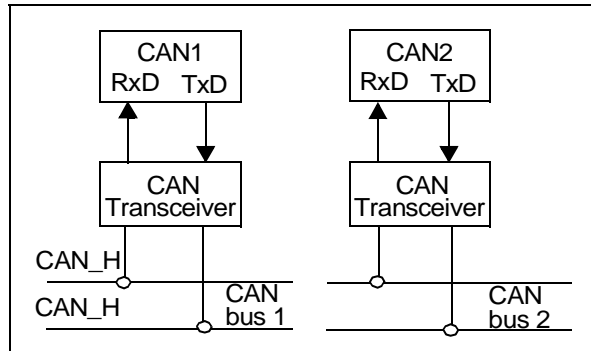 CAN1
RxD TxD
CAN
Transceiver
CAN_H
CAN_H
CAN
bus 1
CAN2
RxD TxD
CAN
Transceiver
CAN
bus 2